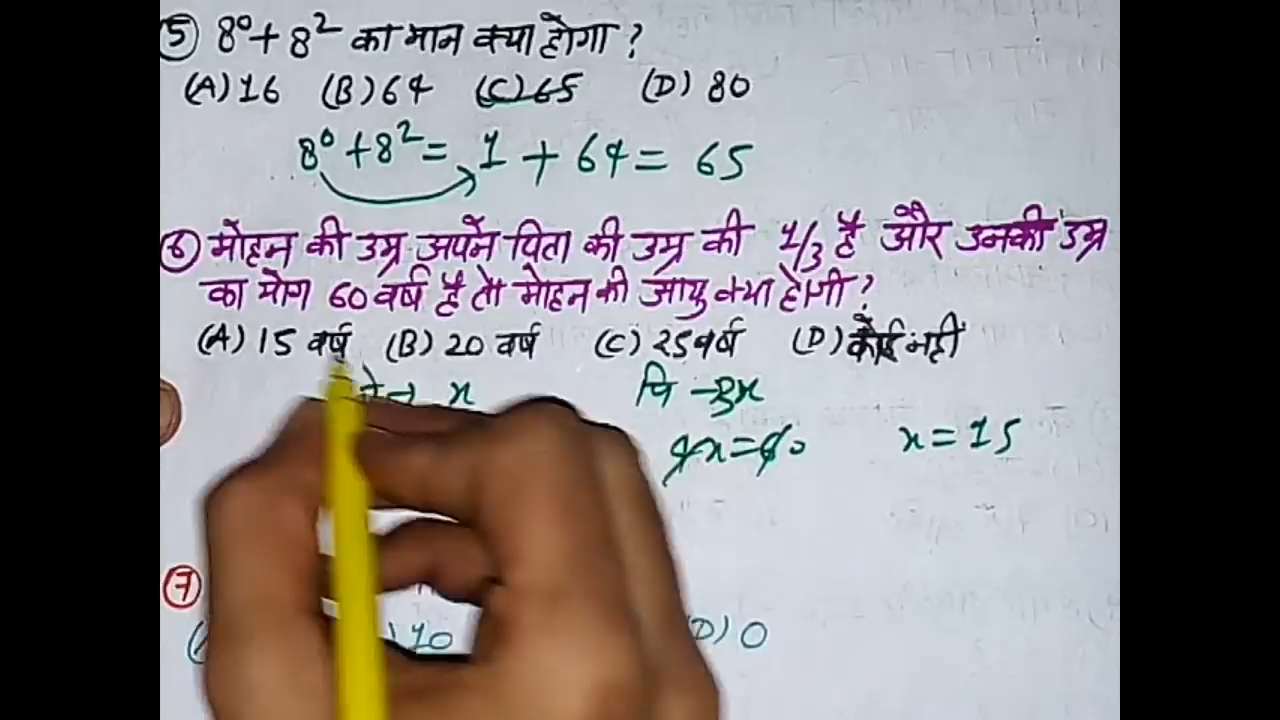 ⑤ 8⁰ + 8² का मान क्या होगा ?
(A) 16 (B) 64 (C) 65 (D) 80
8⁰ + 8² = 1 + 64 = 65
⑥ मोहन की उम्र अपने पिता की उम्र की 1/3 है और उनकी उम्र
का योग 60 वर्ष है तो मोहन की आयु क्या होगी ?
(A) 15 वर्ष (B) 20 वर्ष (C) 25 वर्ष (D) कोई नहीं
x पि → 3x
4x = 60 x = 15
⑦
10 (D) 0